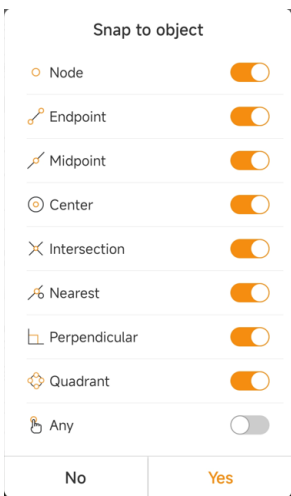 Snap to object
Node
Endpoint
Midpoint
Center
Intersection
Nearest
Perpendicular
Quadrant
Any
No
Yes